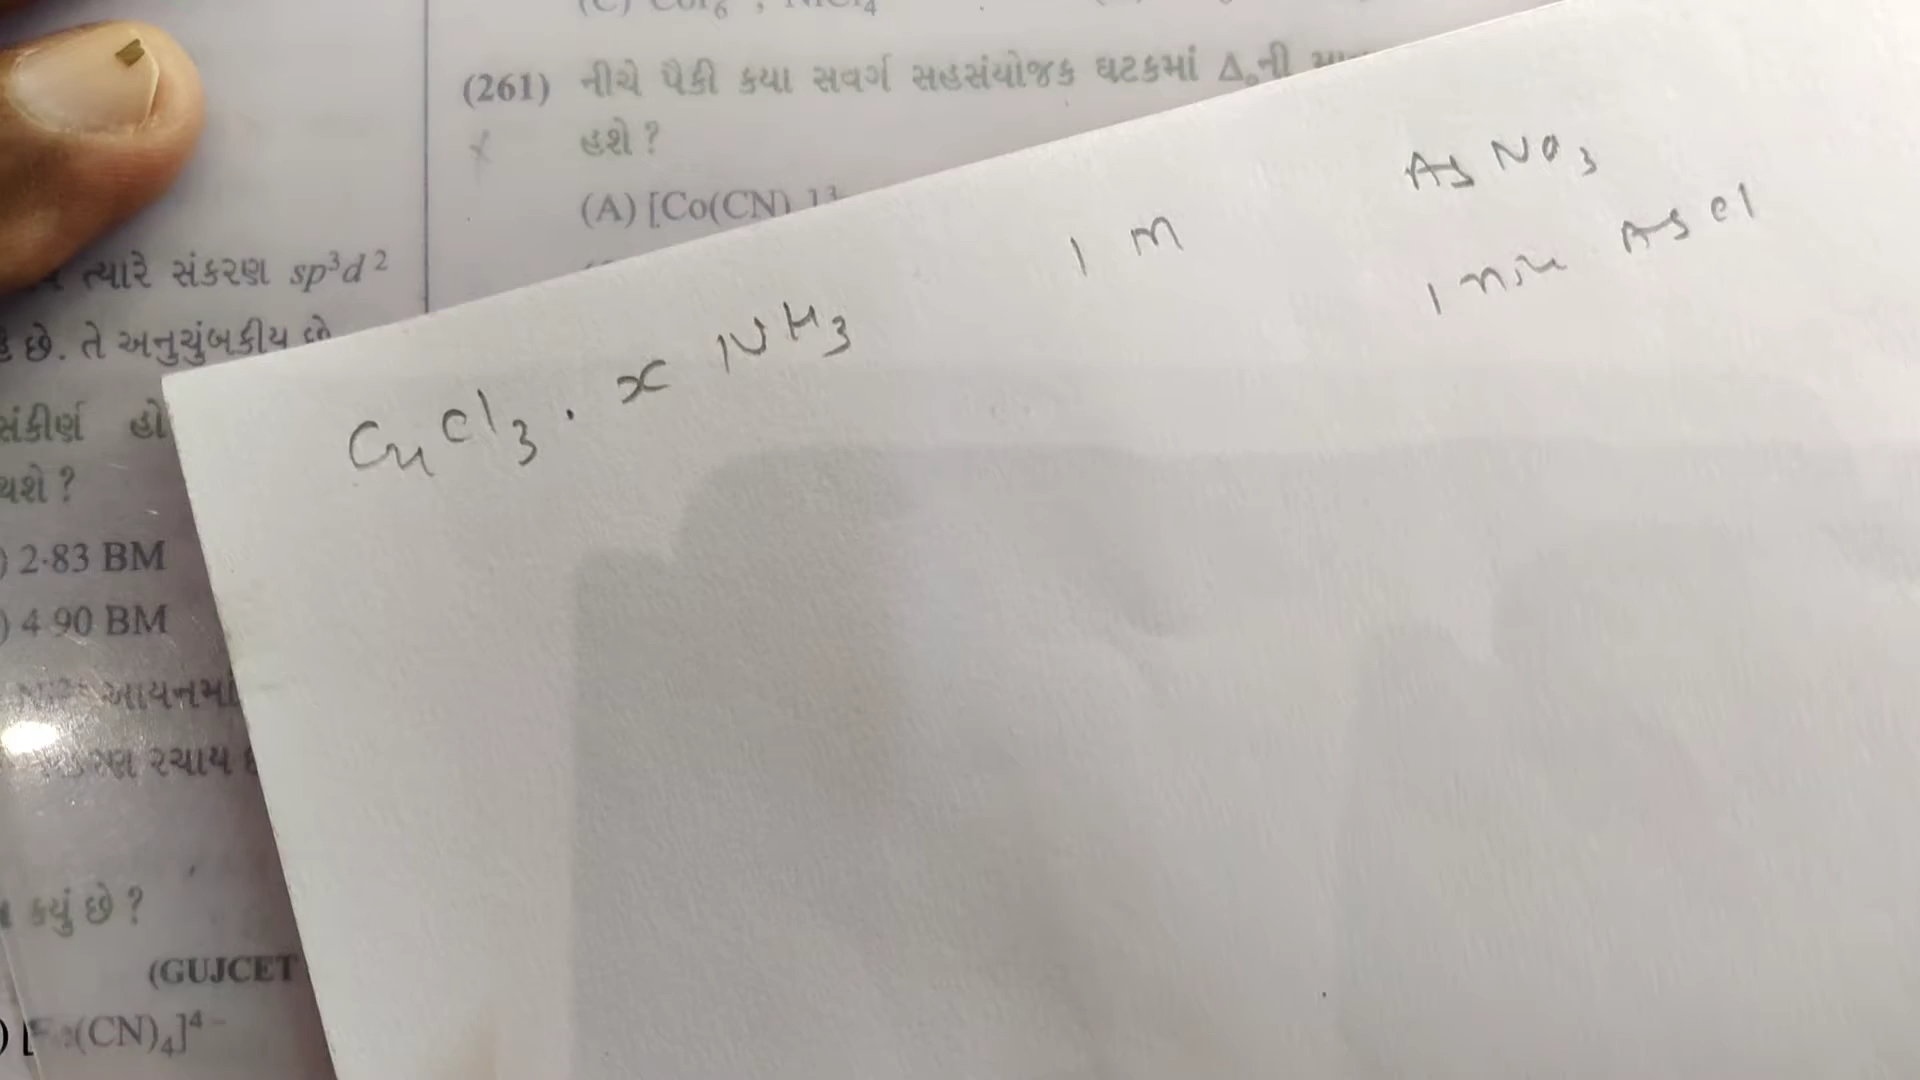 (261) નીચે પૈકી કયા સવર્ગ સહસંયોજક ઘટકમાં Δ₀ની
હશે ?
(A) [Co(CN)
ત્યારે સંકરણ sp³d²
છે. તે અનુચુંબકીય છે
સંકીર્ણ હો
થશે ?
) 2·83 BM
) 4 90 BM
આયનમાં
રચાય
કયું છે ?
(GUJCET
(CN)₄]⁴⁻
AgNO₃
1 M
1 mole AgCl
CrCl₃ . x NH₃